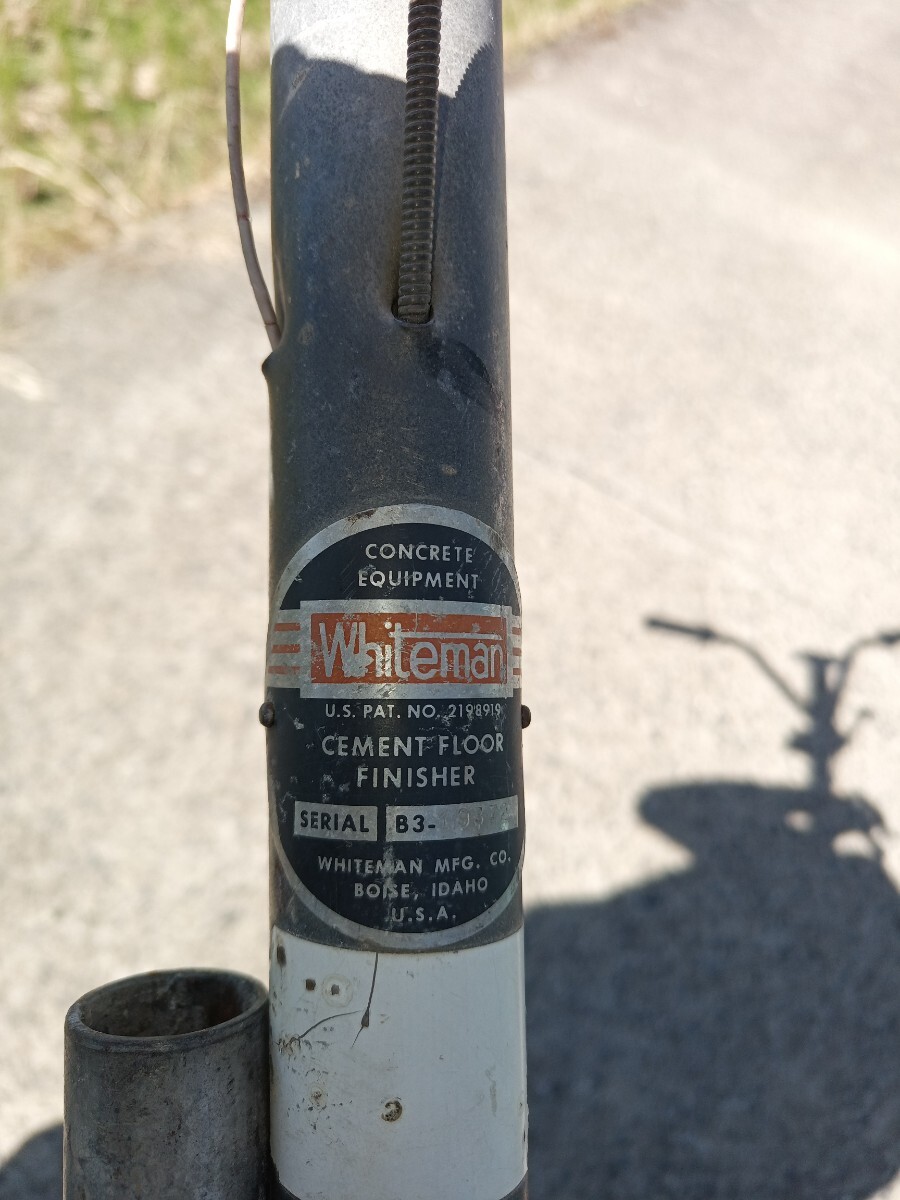 CONCRETE
EQUIPMENT
Whiteman
U.S. PAT. NO. 2198919
CEMENT FLOOR
FINISHER
SERIAL B3-
WHITEMAN MFG. CO.
BOISE, IDAHO
U.S.A.